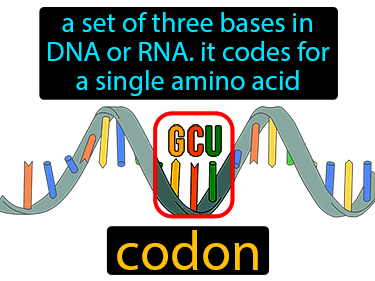 a set of three bases in
DNA or RNA. it codes for
a single amino acid
GCU
codon